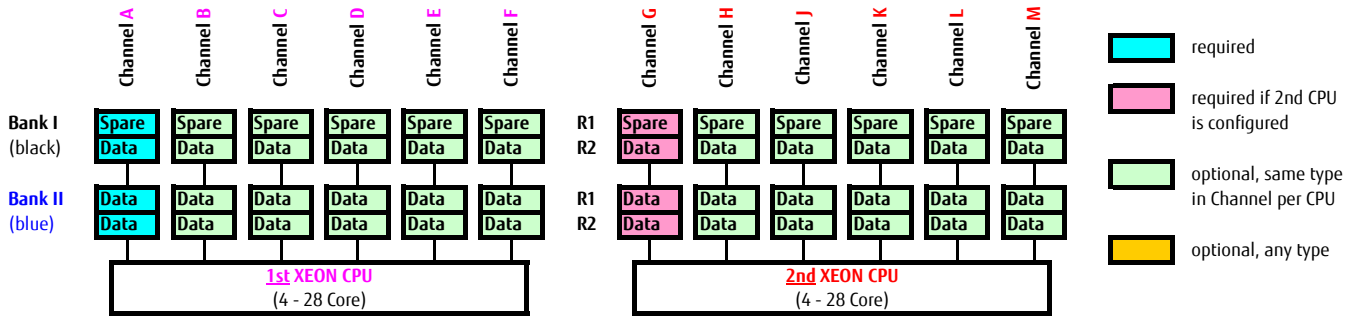 Channel A
Channel B
Channel C
Channel D
Channel E
Channel F
Channel G
Channel H
Channel J
Channel K
Channel L
Channel M
Bank I
(black)
Spare Spare Spare Spare Spare Spare
Data Data Data Data Data Data
R1 Spare Spare Spare Spare Spare Spare
R2 Data Data Data Data Data Data
Bank II
(blue)
Data Data Data Data Data Data
Data Data Data Data Data Data
R1 Data Data Data Data Data Data
R2 Data Data Data Data Data Data
1st XEON CPU
(4 - 28 Core)
2nd XEON CPU
(4 - 28 Core)
required
required if 2nd CPU
is configured
optional, same type
in Channel per CPU
optional, any type